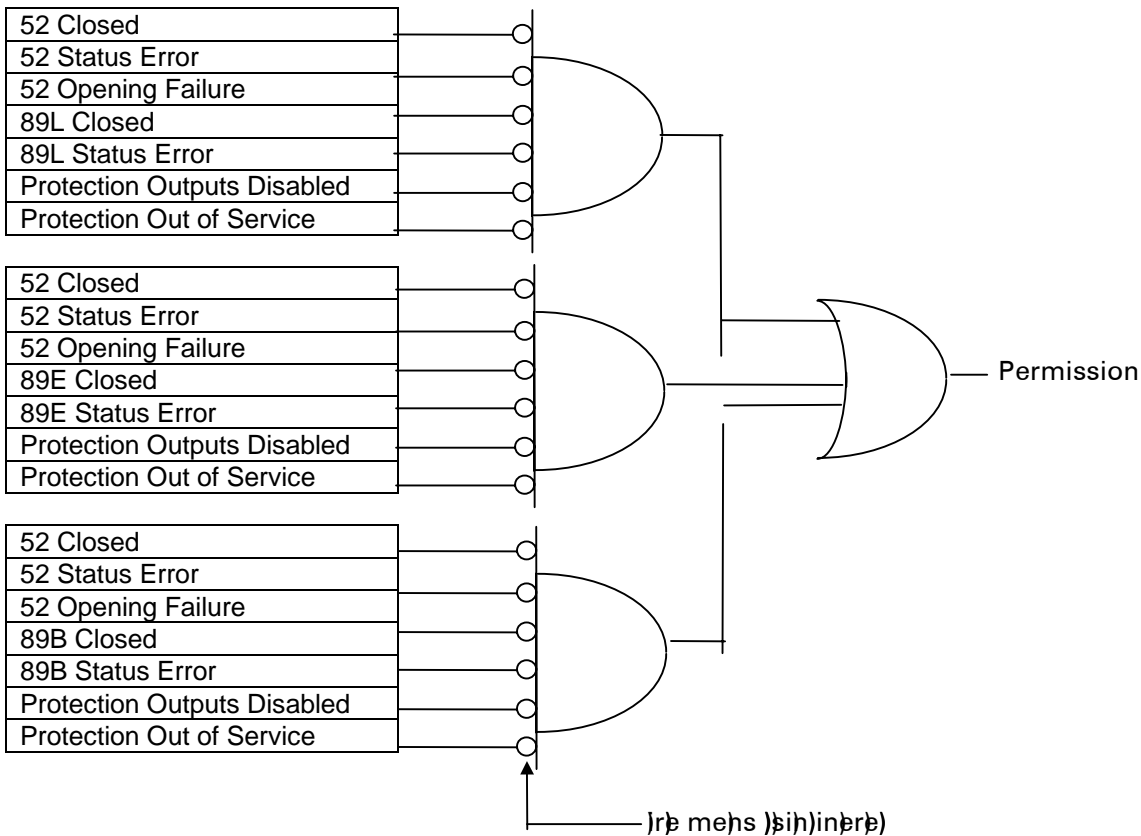 52 Closed
52 Status Error
52 Opening Failure
89L Closed
89L Status Error
Protection Outputs Disabled
Protection Out of Service
52 Closed
52 Status Error
52 Opening Failure
89E Closed
89E Status Error
Protection Outputs Disabled
Protection Out of Service
Permission
52 Closed
52 Status Error
52 Opening Failure
89B Closed
89B Status Error
Protection Outputs Disabled
Protection Out of Service